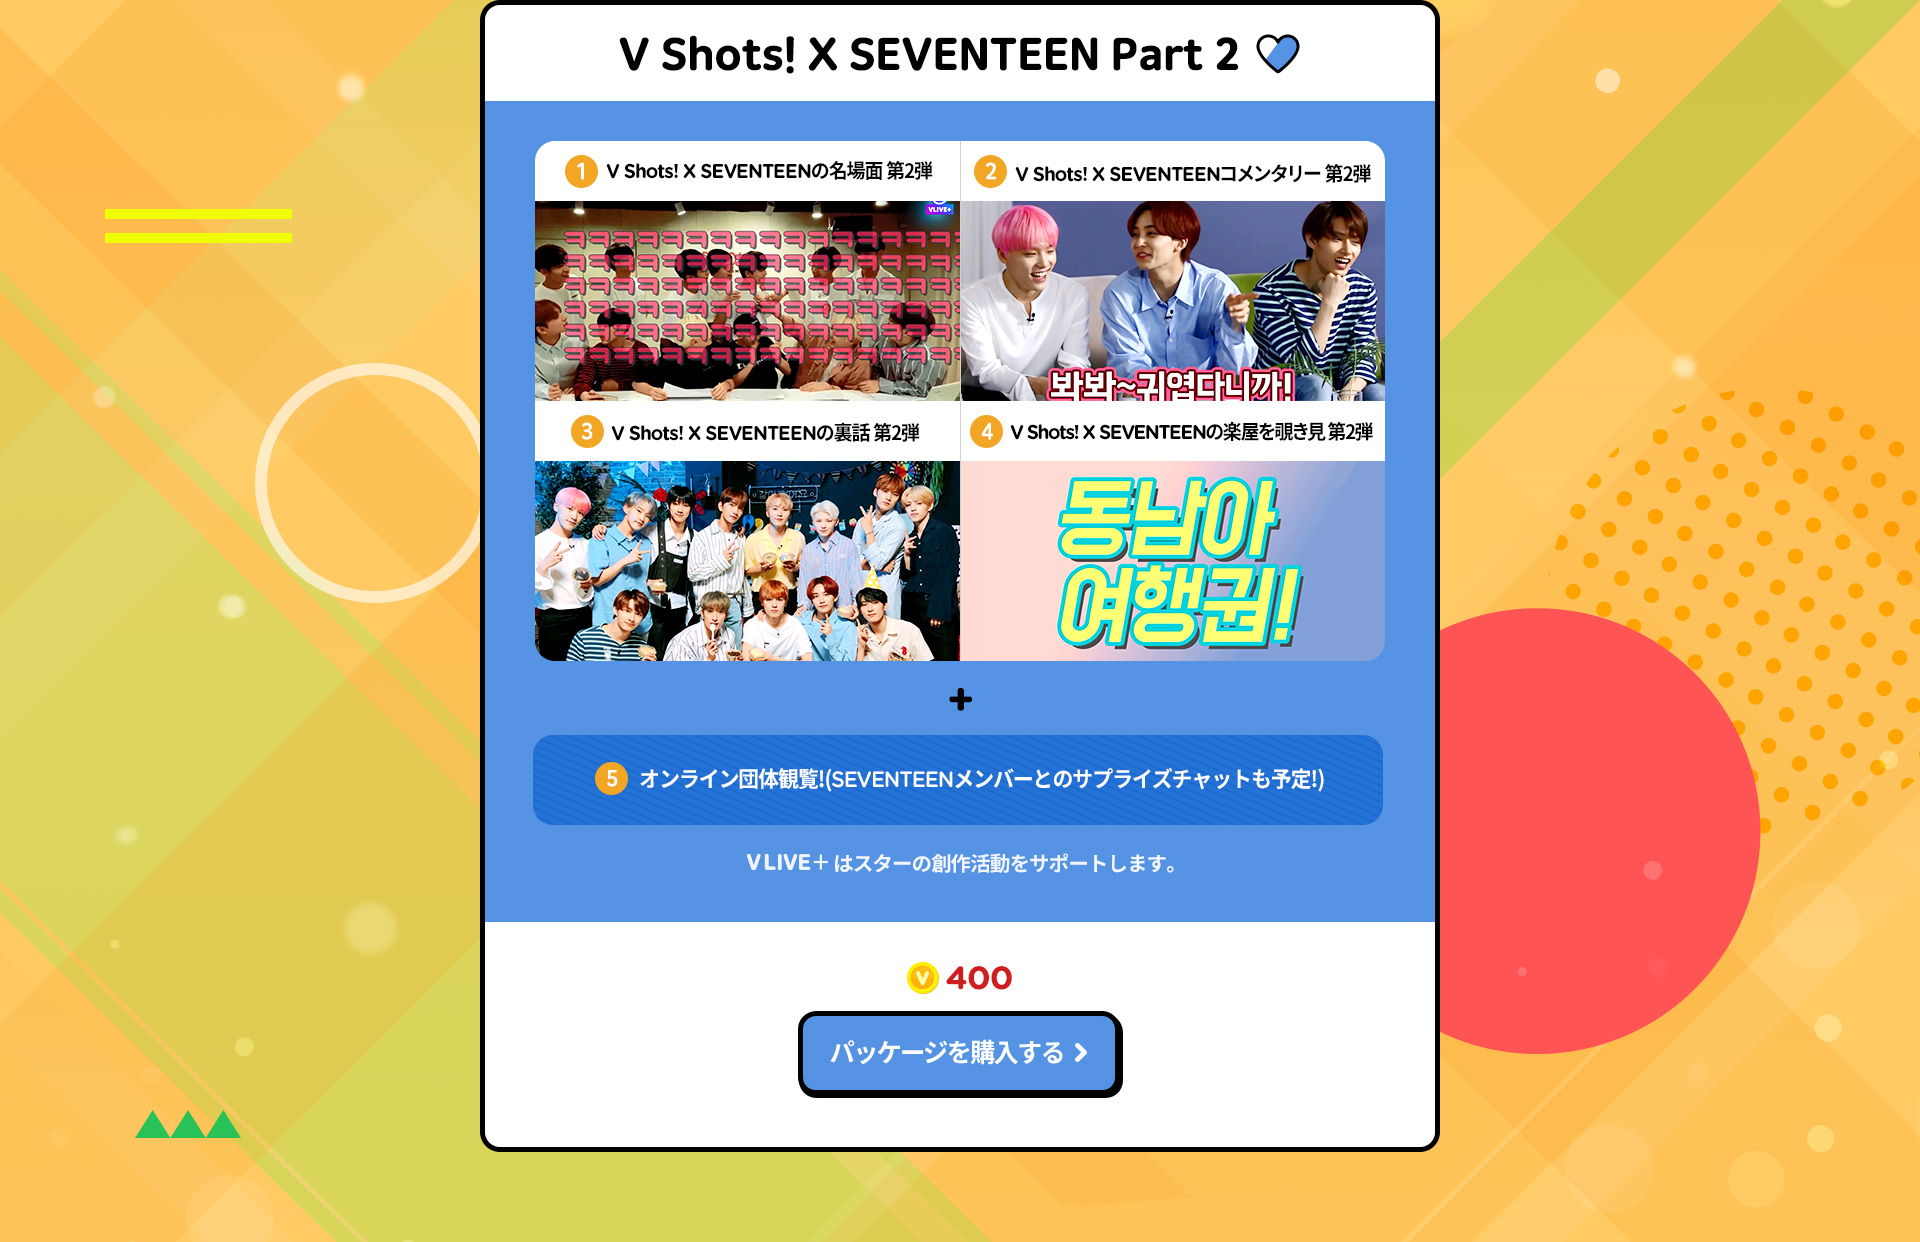 V Shots! X SEVENTEEN Part 2
1 V Shots! X SEVENTEENの名場面 第2弾
2 V Shots! X SEVENTEENコメンタリー 第2弾
VLIVE+
ㅋㅋㅋㅋㅋㅋㅋㅋㅋㅋㅋㅋㅋㅋㅋㅋㅋ
ㅋㅋㅋㅋㅋㅋㅋㅋㅋㅋㅋㅋㅋㅋㅋㅋㅋ
ㅋㅋㅋㅋㅋㅋㅋㅋㅋㅋㅋㅋㅋㅋㅋㅋㅋ
ㅋㅋㅋㅋㅋㅋㅋㅋㅋㅋㅋㅋㅋㅋㅋㅋㅋ
ㅋㅋㅋㅋㅋㅋㅋㅋㅋㅋㅋㅋㅋㅋㅋㅋㅋ
ㅋㅋㅋㅋㅋㅋㅋㅋㅋㅋㅋㅋㅋㅋㅋㅋㅋ
봐봐~귀엽다니까!
3 V Shots! X SEVENTEENの裏話 第2弾
4 V Shots! X SEVENTEENの楽屋を覗き見 第2弾
동남아
여행권!
+
5 オンライン団体観覧!(SEVENTEENメンバーとのサプライズチャットも予定!)
V LIVE+ はスターの創作活動をサポートします。
V 400
パッケージを購入する >